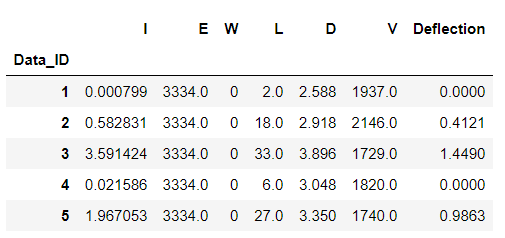 I E W L D V Deflection
Data_ID
1 0.000799 3334.0 0 2.0 2.588 1937.0 0.0000
2 0.582831 3334.0 0 18.0 2.918 2146.0 0.4121
3 3.591424 3334.0 0 33.0 3.896 1729.0 1.4490
4 0.021586 3334.0 0 6.0 3.048 1820.0 0.0000
5 1.967053 3334.0 0 27.0 3.350 1740.0 0.9863